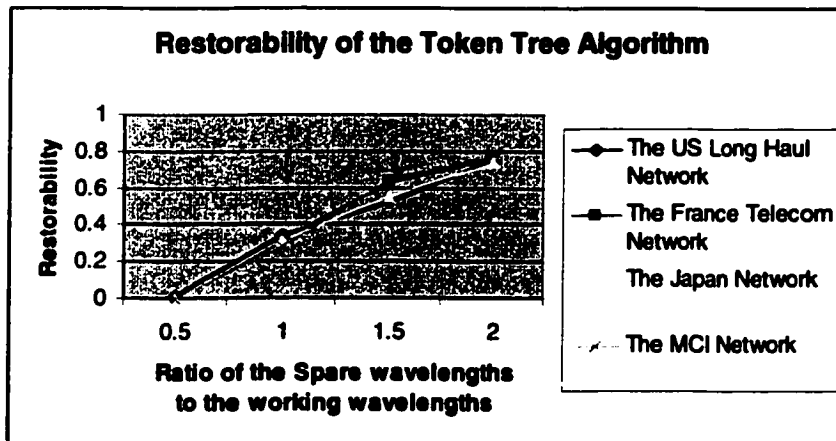 Restorability of the Token Tree Algorithm
Restorability
1
0.8
0.6
0.4
0.2
0
0.5 1 1.5 2
Ratio of the Spare wavelengths
to the working wavelengths
The US Long Haul
Network
The France Telecom
Network
The Japan Network
The MCI Network